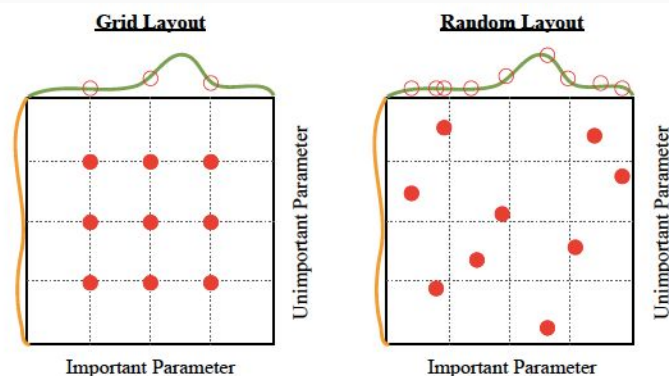 Grid Layout
Random Layout
Unimportant Parameter
Unimportant Parameter
Important Parameter
Important Parameter